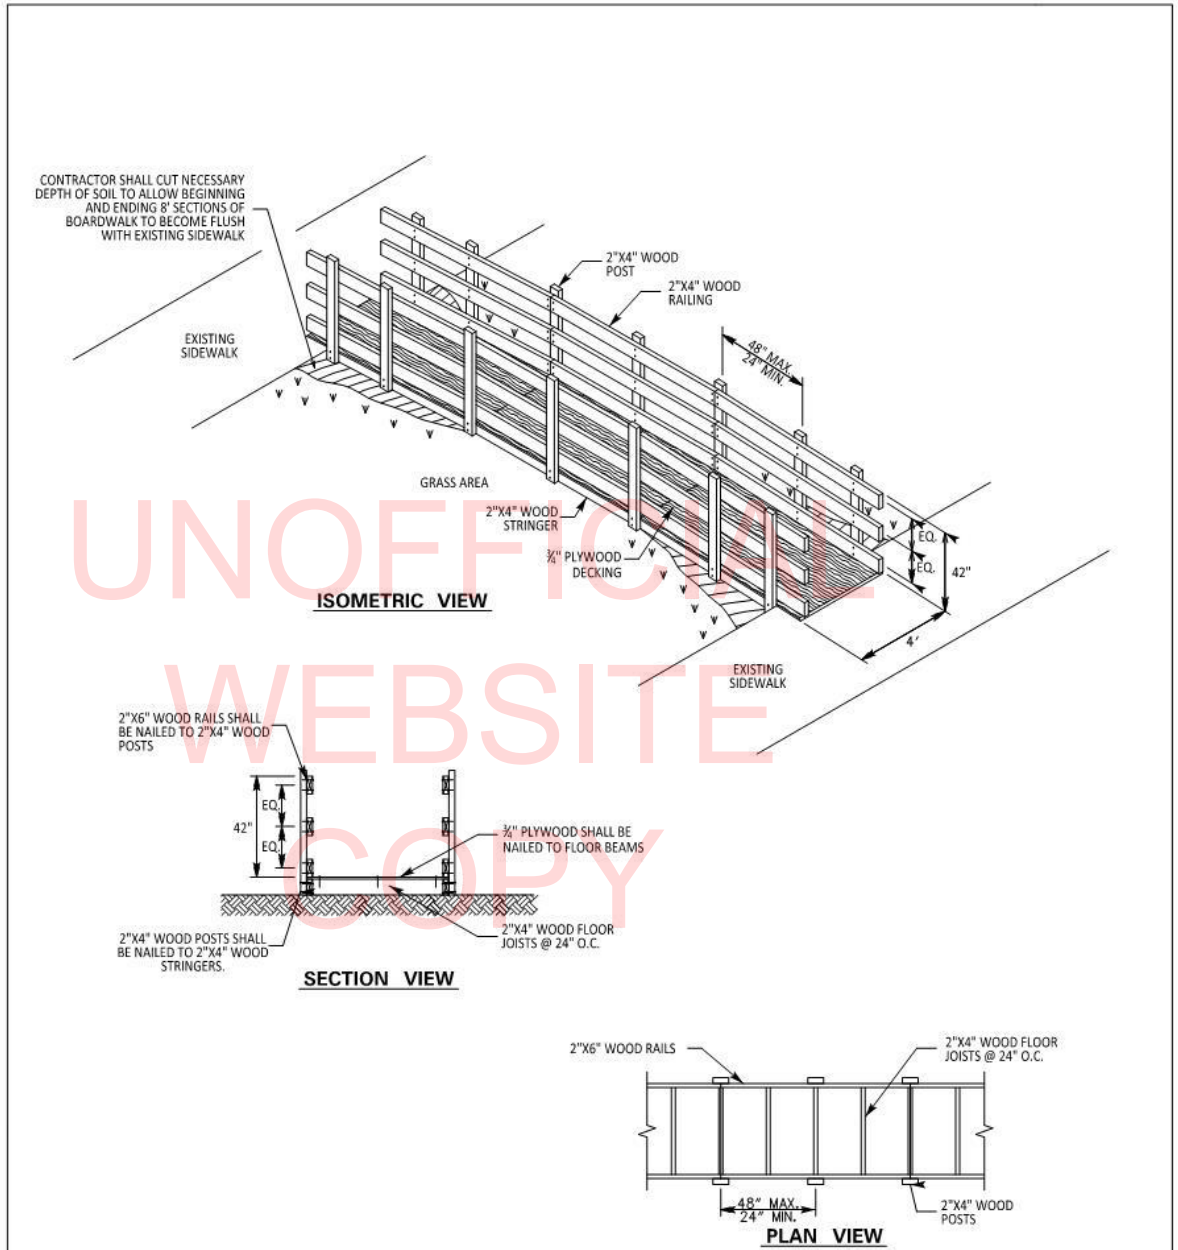 CONTRACTOR SHALL CUT NECESSARY
DEPTH OF SOIL TO ALLOW BEGINNING
AND ENDING 8' SECTIONS OF
BOARDWALK TO BECOME FLUSH
WITH EXISTING SIDEWALK
2"X4" WOOD
POST
2"X4" WOOD
RAILING
EXISTING
SIDEWALK
48" MAX.
24" MIN.
GRASS AREA
2"X4" WOOD
STRINGER
¾" PLYWOOD
DECKING
EQ.
EQ.
42"
4'
ISOMETRIC VIEW
EXISTING
SIDEWALK
UNOFFICIAL
WEBSITE
COPY
2"X6" WOOD RAILS SHALL
BE NAILED TO 2"X4" WOOD
POSTS
EQ.
42"
EQ.
¾" PLYWOOD SHALL BE
NAILED TO FLOOR BEAMS
2"X4" WOOD POSTS SHALL
BE NAILED TO 2"X4" WOOD
STRINGERS.
2"X4" WOOD FLOOR
JOISTS @ 24" O.C.
SECTION VIEW
2"X6" WOOD RAILS
2"X4" WOOD FLOOR
JOISTS @ 24" O.C.
48" MAX.
24" MIN.
2"X4" WOOD
POSTS
PLAN VIEW